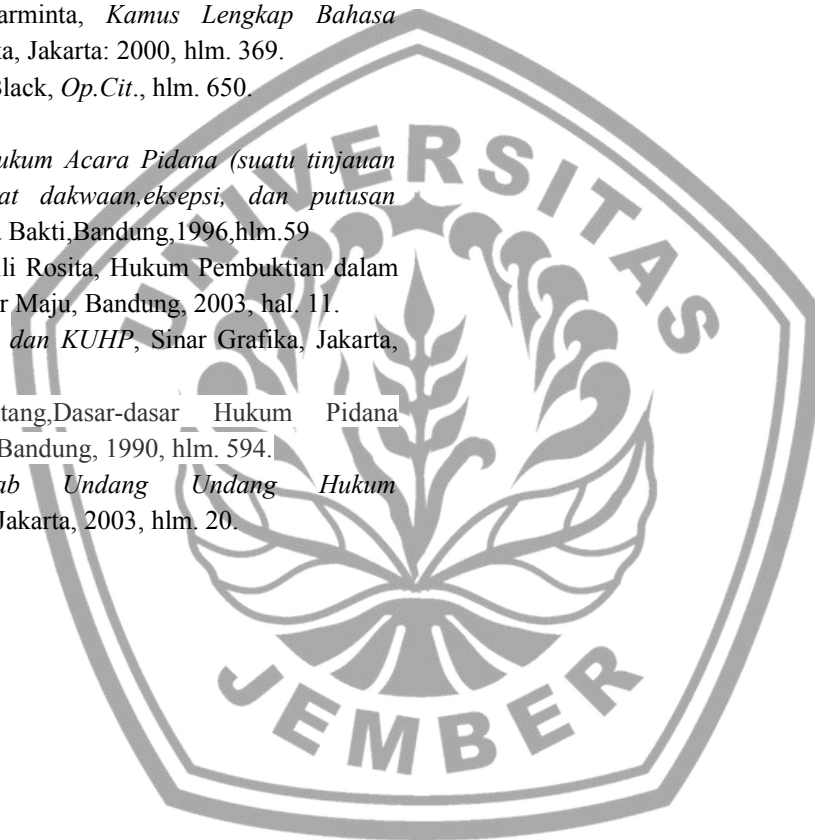 arminta, Kamus Lengkap Bahasa
ka, Jakarta: 2000, hlm. 369.
Black, Op.Cit., hlm. 650.
ukum Acara Pidana (suatu tinjauan
at dakwaan,eksepsi, dan putusan
a Bakti,Bandung,1996,hlm.59
li Rosita, Hukum Pembuktian dalam
r Maju, Bandung, 2003, hal. 11.
dan KUHP, Sinar Grafika, Jakarta,
tang,Dasar-dasar Hukum Pidana
Bandung, 1990, hlm. 594.
ab Undang Undang Hukum
Jakarta, 2003, hlm. 20.
UNIVERSITAS
JEMBER